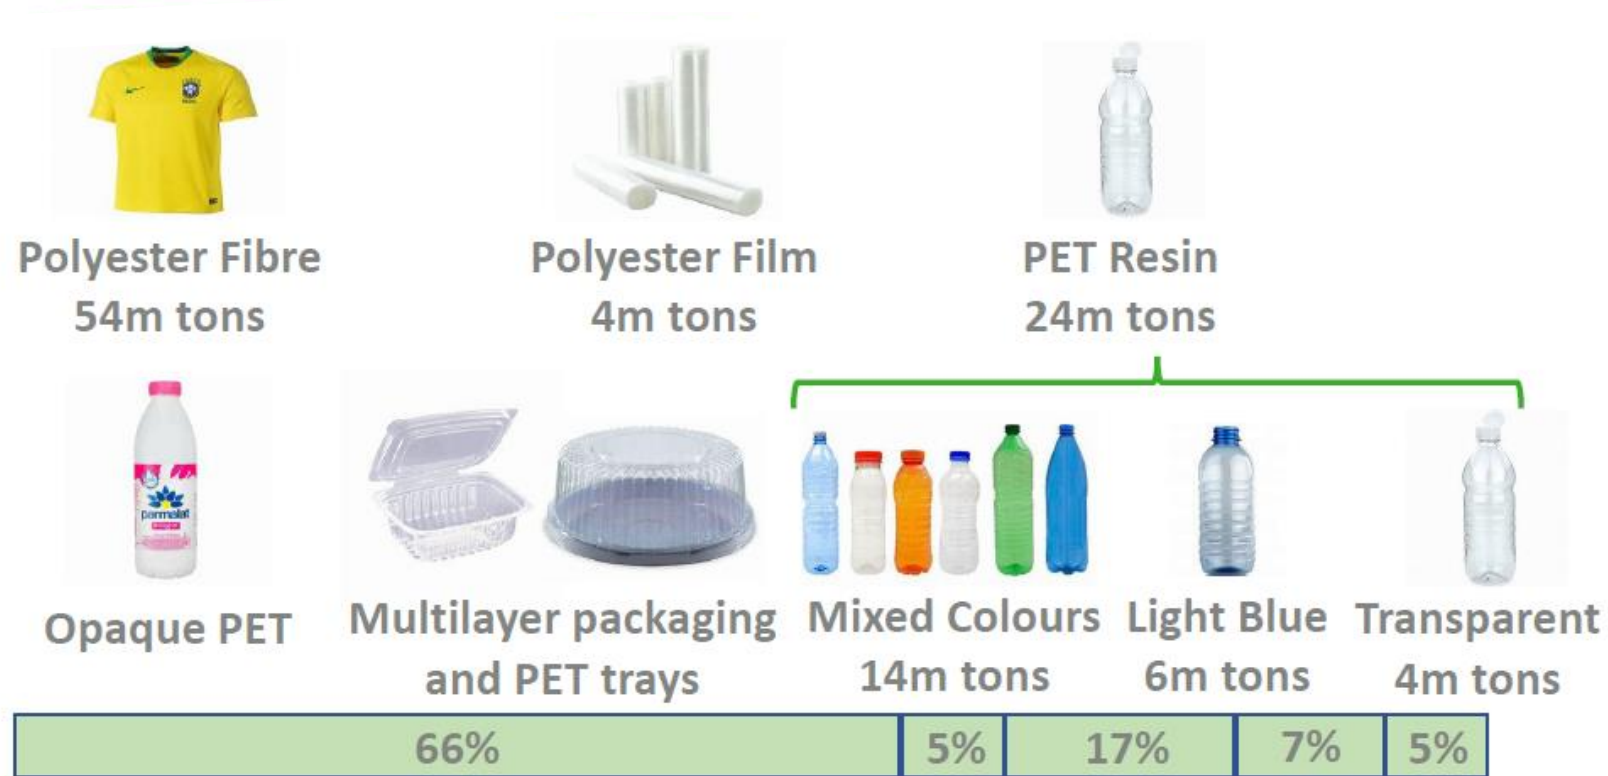 Polyester Fibre
54m tons
Polyester Film
4m tons
PET Resin
24m tons
parmalat
Opaque PET
Multilayer packaging
and PET trays
Mixed Colours
14m tons
Light Blue
6m tons
Transparent
4m tons
66%
5%
17%
7%
5%